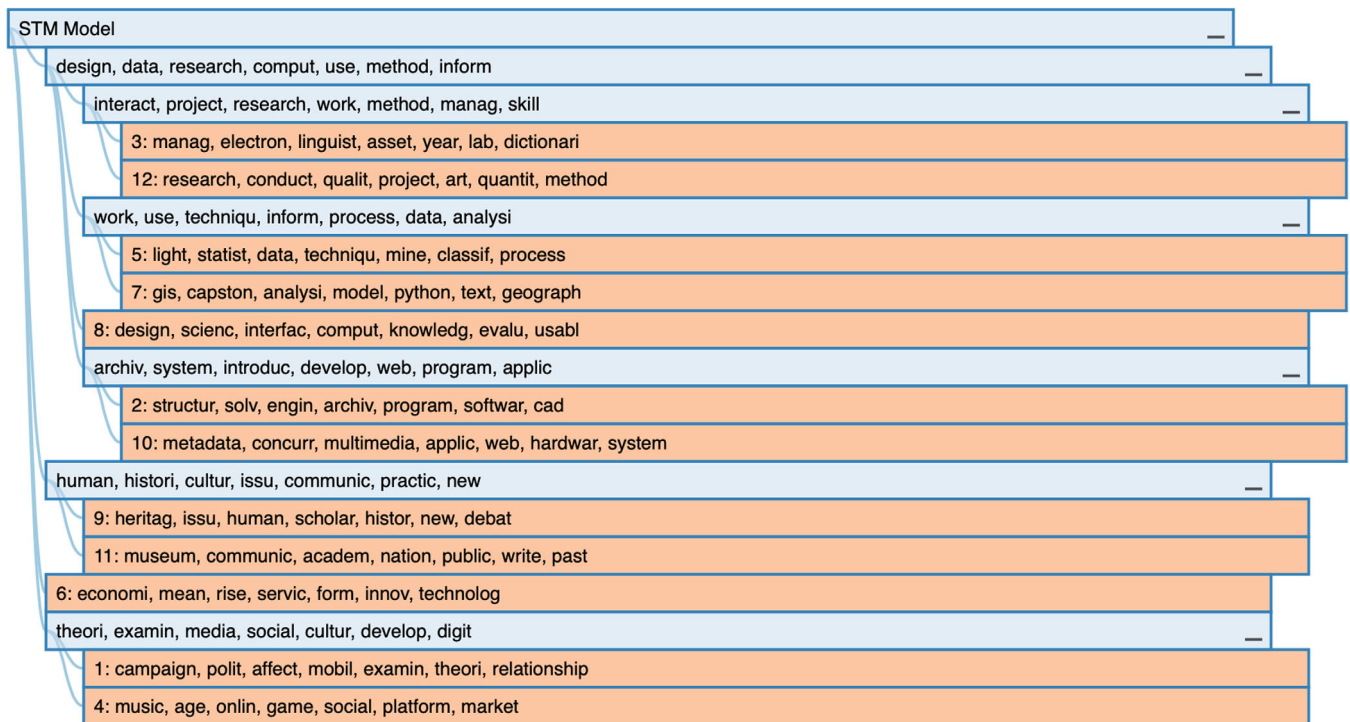 STM Model
design, data, research, comput, use, method, inform
interact, project, research, work, method, manag, skill
3: manag, electron, linguist, asset, year, lab, dictionari
12: research, conduct, qualit, project, art, quantit, method
work, use, techniqu, inform, process, data, analysi
5: light, statist, data, techniqu, mine, classif, process
7: gis, capston, analysi, model, python, text, geograph
8: design, scienc, interfac, comput, knowledg, evalu, usabl
archiv, system, introduc, develop, web, program, applic
2: structur, solv, engin, archiv, program, softwar, cad
10: metadata, concurr, multimedia, applic, web, hardwar, system
human, histori, cultur, issu, communic, practic, new
9: heritag, issu, human, scholar, histor, new, debat
11: museum, communic, academ, nation, public, write, past
6: economi, mean, rise, servic, form, innov, technolog
theori, examin, media, social, cultur, develop, digit
1: campaign, polit, affect, mobil, examin, theori, relationship
4: music, age, onlin, game, social, platform, market